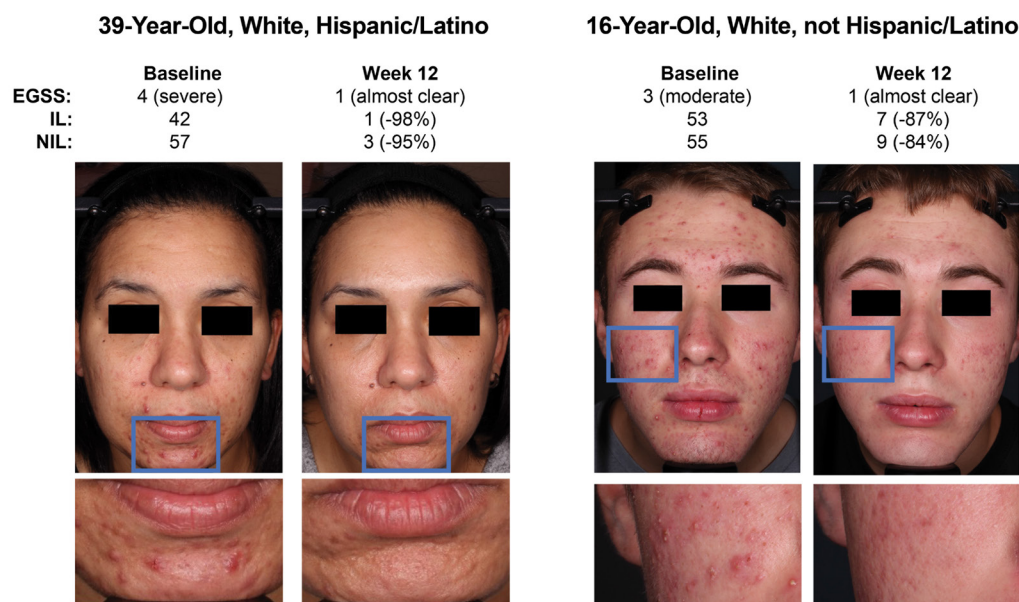 39-Year-Old, White, Hispanic/Latino
Baseline Week 12
EGSS: 4 (severe) 1 (almost clear)
IL: 42 1 (-98%)
NIL: 57 3 (-95%)
16-Year-Old, White, not Hispanic/Latino
Baseline Week 12
3 (moderate) 1 (almost clear)
53 7 (-87%)
55 9 (-84%)